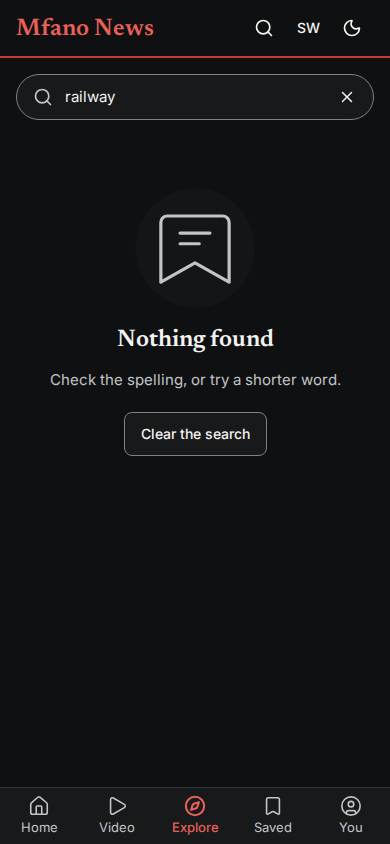 Mfano News
SW
railway
Nothing found
Check the spelling, or try a shorter word.
Clear the search
Home
Video
Explore
Saved
You